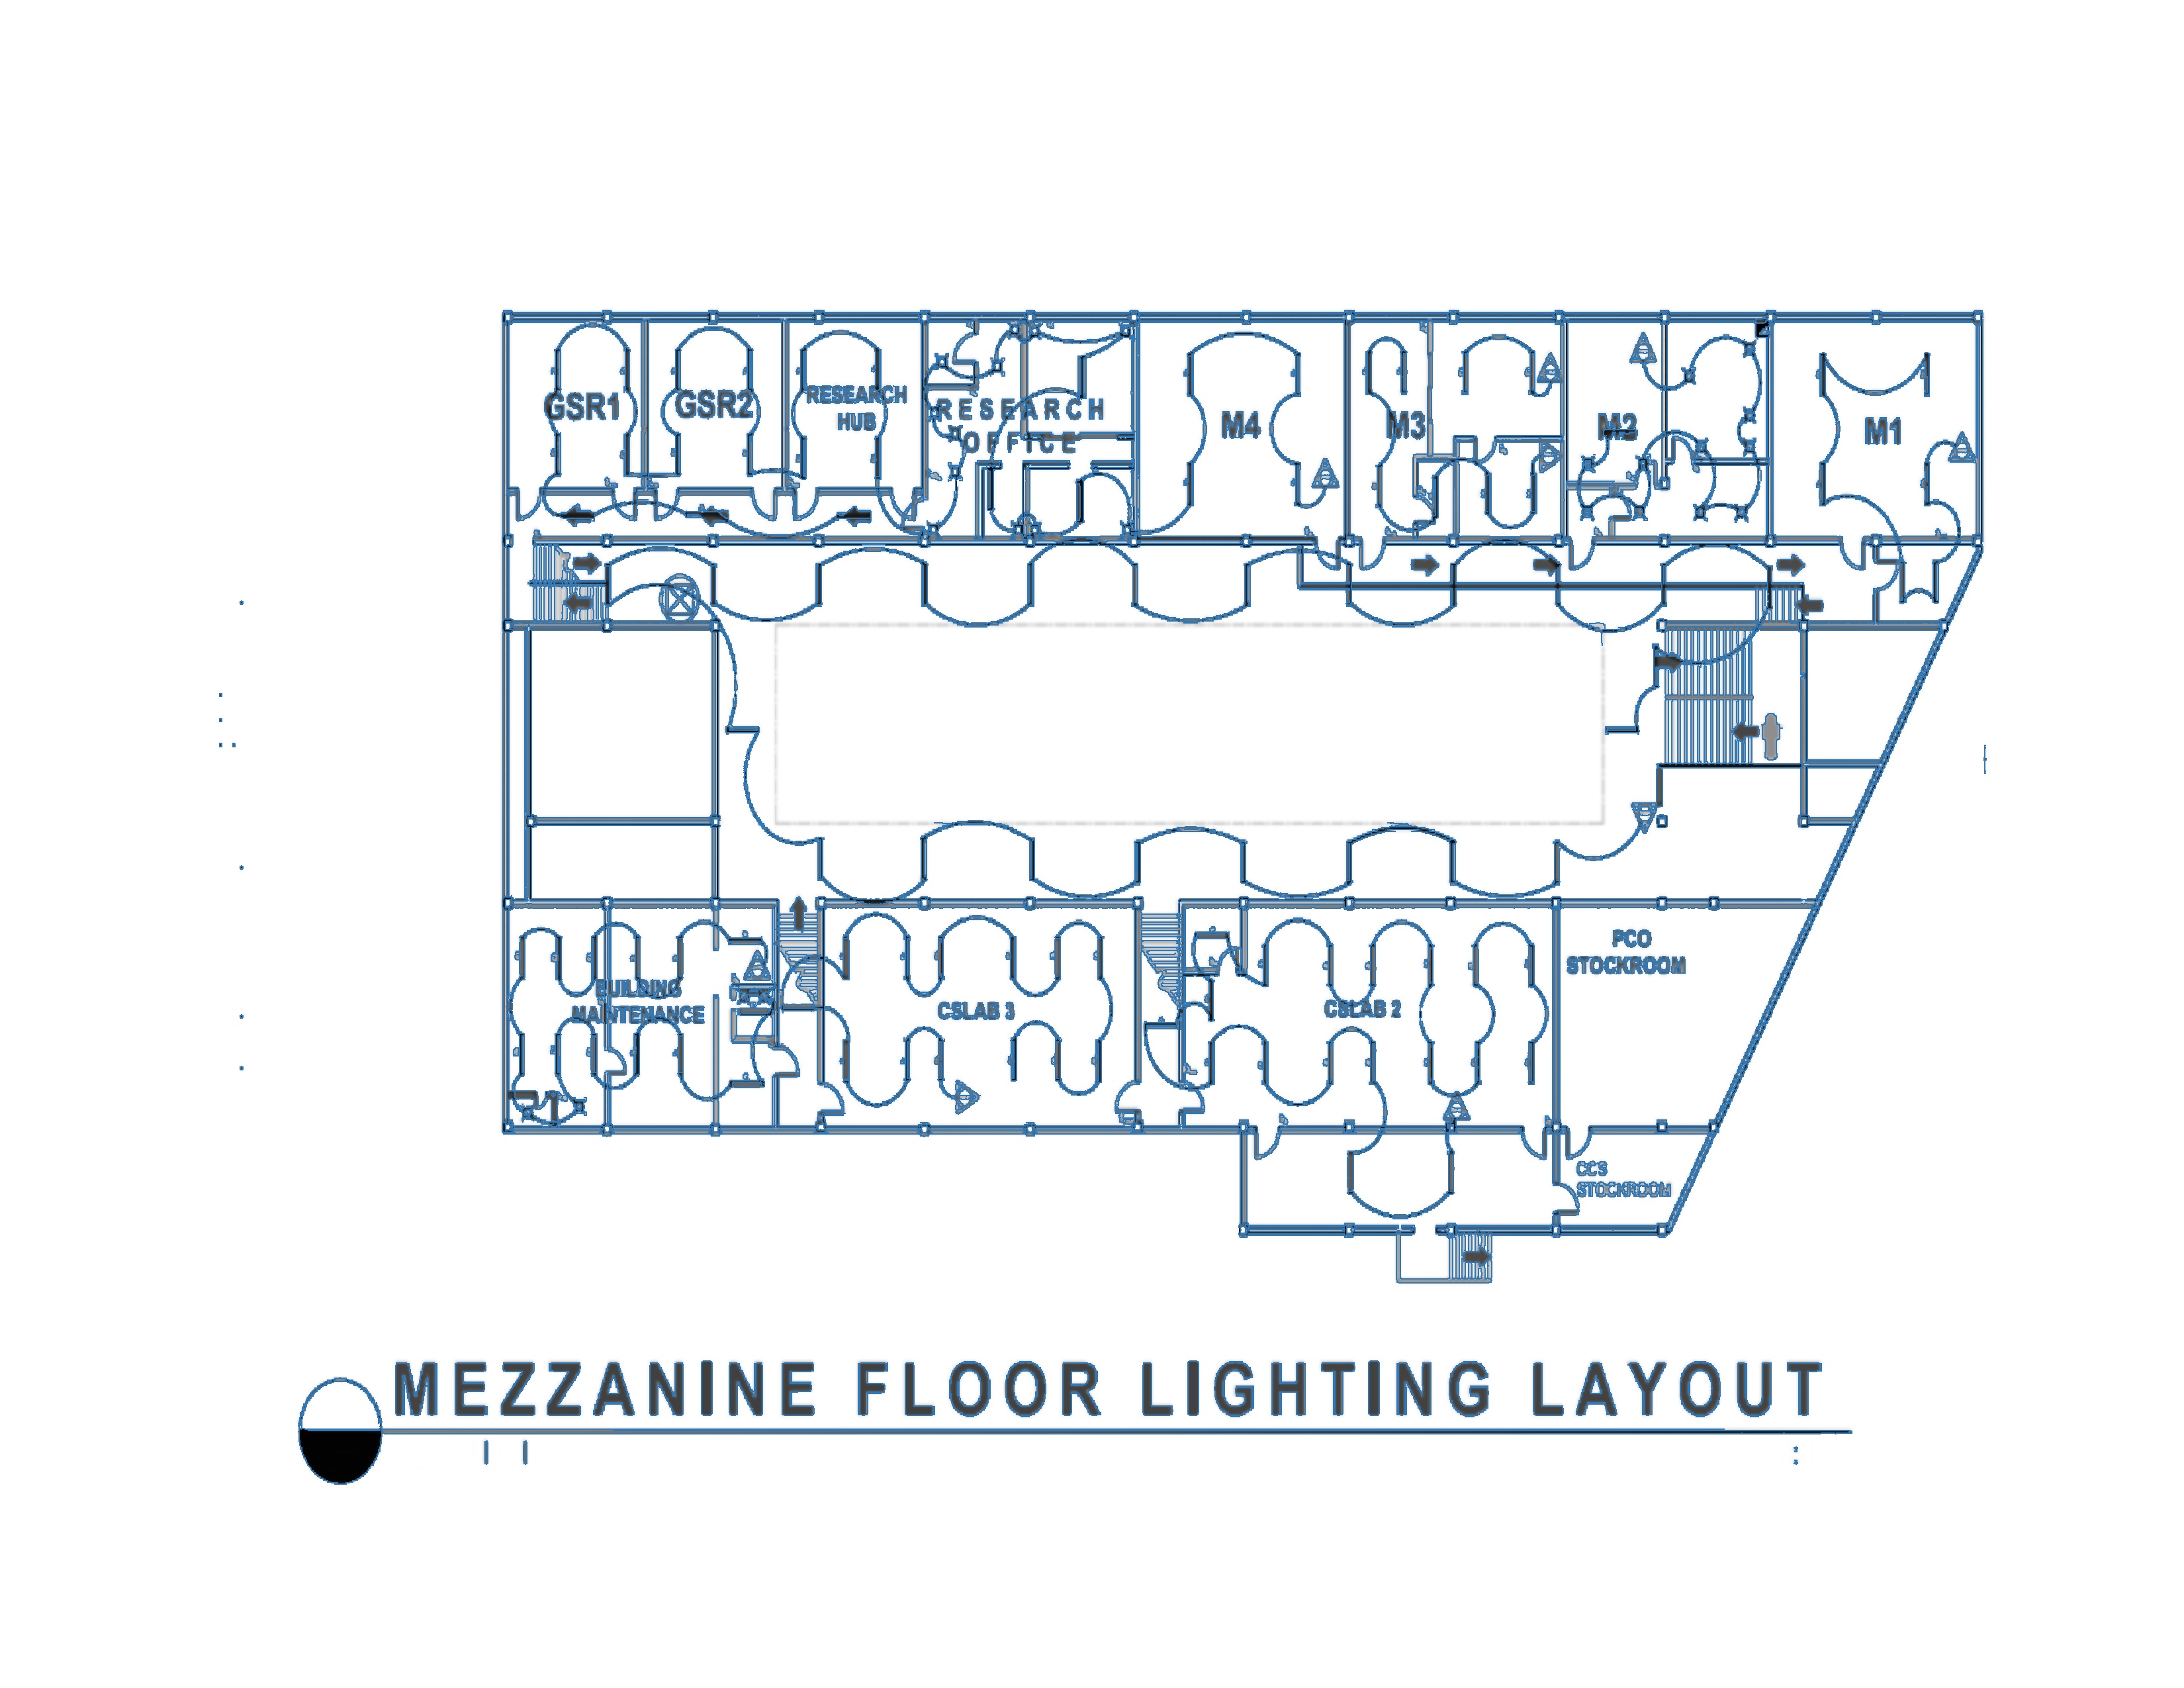 GSR1
GSR2
RESEARCH
HUB
RESEARCH
OFFICE
M4
M3
M2
M1
BUILDING
MAINTENANCE
CSLAB 3
CSLAB 2
PCO
STOCKROOM
CCS
STOCKROOM
MEZZANINE FLOOR LIGHTING LAYOUT